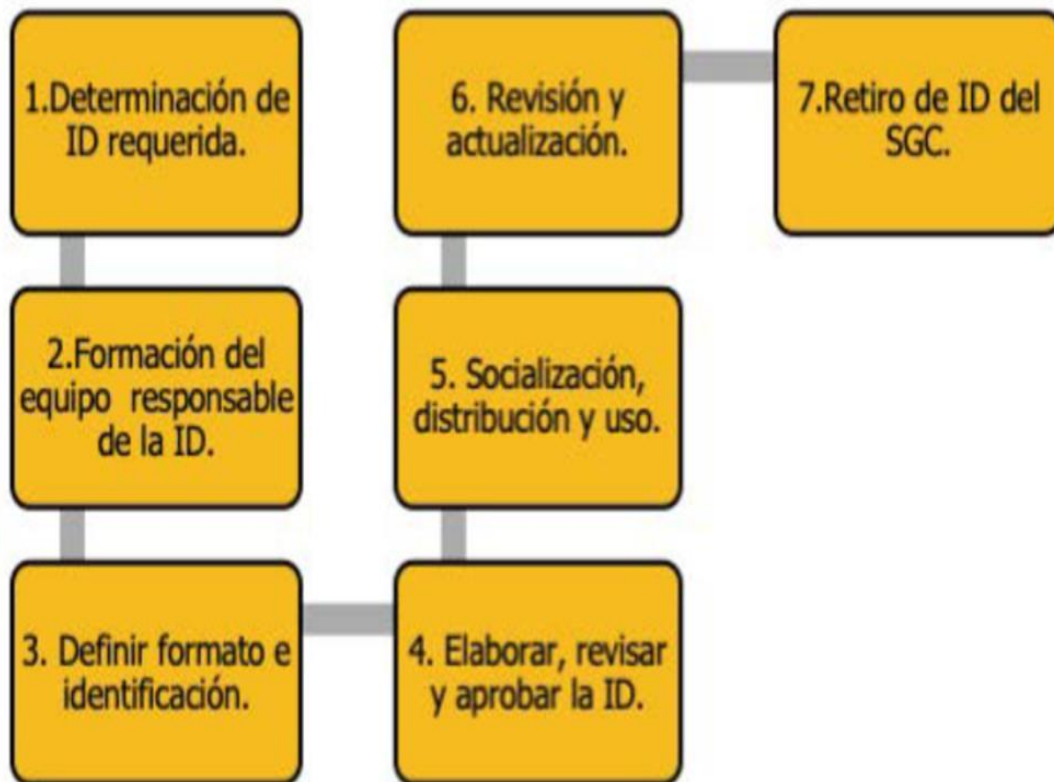 1.Determinación de
ID requerida.
2.Formación del
equipo responsable
de la ID.
3. Definir formato e
identificación.
4. Elaborar, revisar
y aprobar la ID.
5. Socialización,
distribución y uso.
6. Revisión y
actualización.
7.Retiro de ID del
SGC.